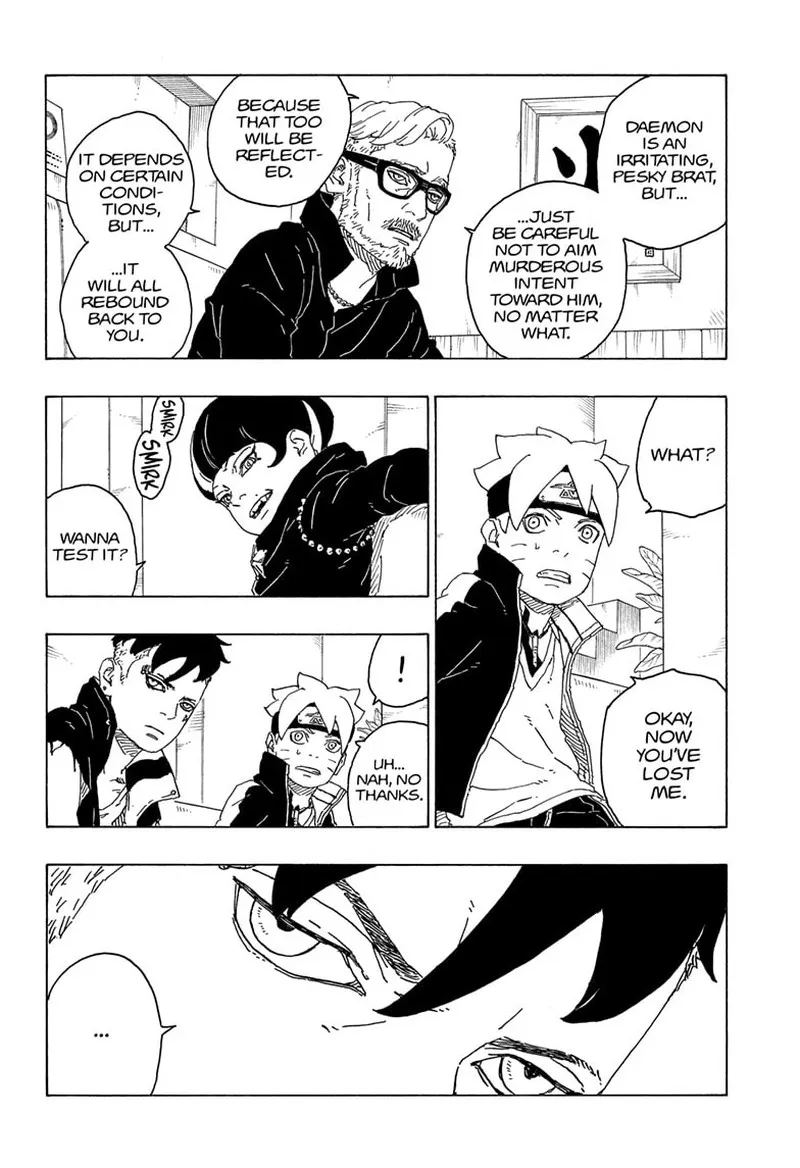 DAEMON
IS AN
IRRITATING,
PESKY BRAT,
BUT...
...JUST
BE CAREFUL
NOT TO AIM
MURDEROUS
INTENT
TOWARD HIM,
NO MATTER
WHAT.
BECAUSE
THAT TOO
WILL BE
REFLECT-
ED.
IT DEPENDS
ON CERTAIN
CONDI-
TIONS,
BUT...
...IT
WILL ALL
REBOUND
BACK TO
YOU.
WHAT?
OKAY,
NOW
YOU'VE
LOST
ME.
SMIRK
SMIRK
WANNA
TEST IT?
!
UH...
NAH, NO
THANKS.
...